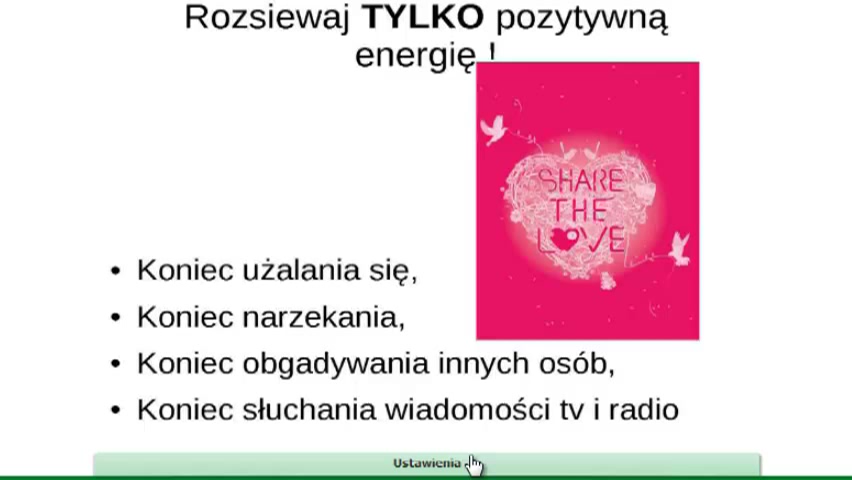 Rozsiewaj TYLKO pozytywną
energię !
SHARE
THE
LOVE
• Koniec użalania się,
• Koniec narzekania,
• Koniec obgadywania innych osób,
• Koniec słuchania wiadomości tv i radio
Ustawienia